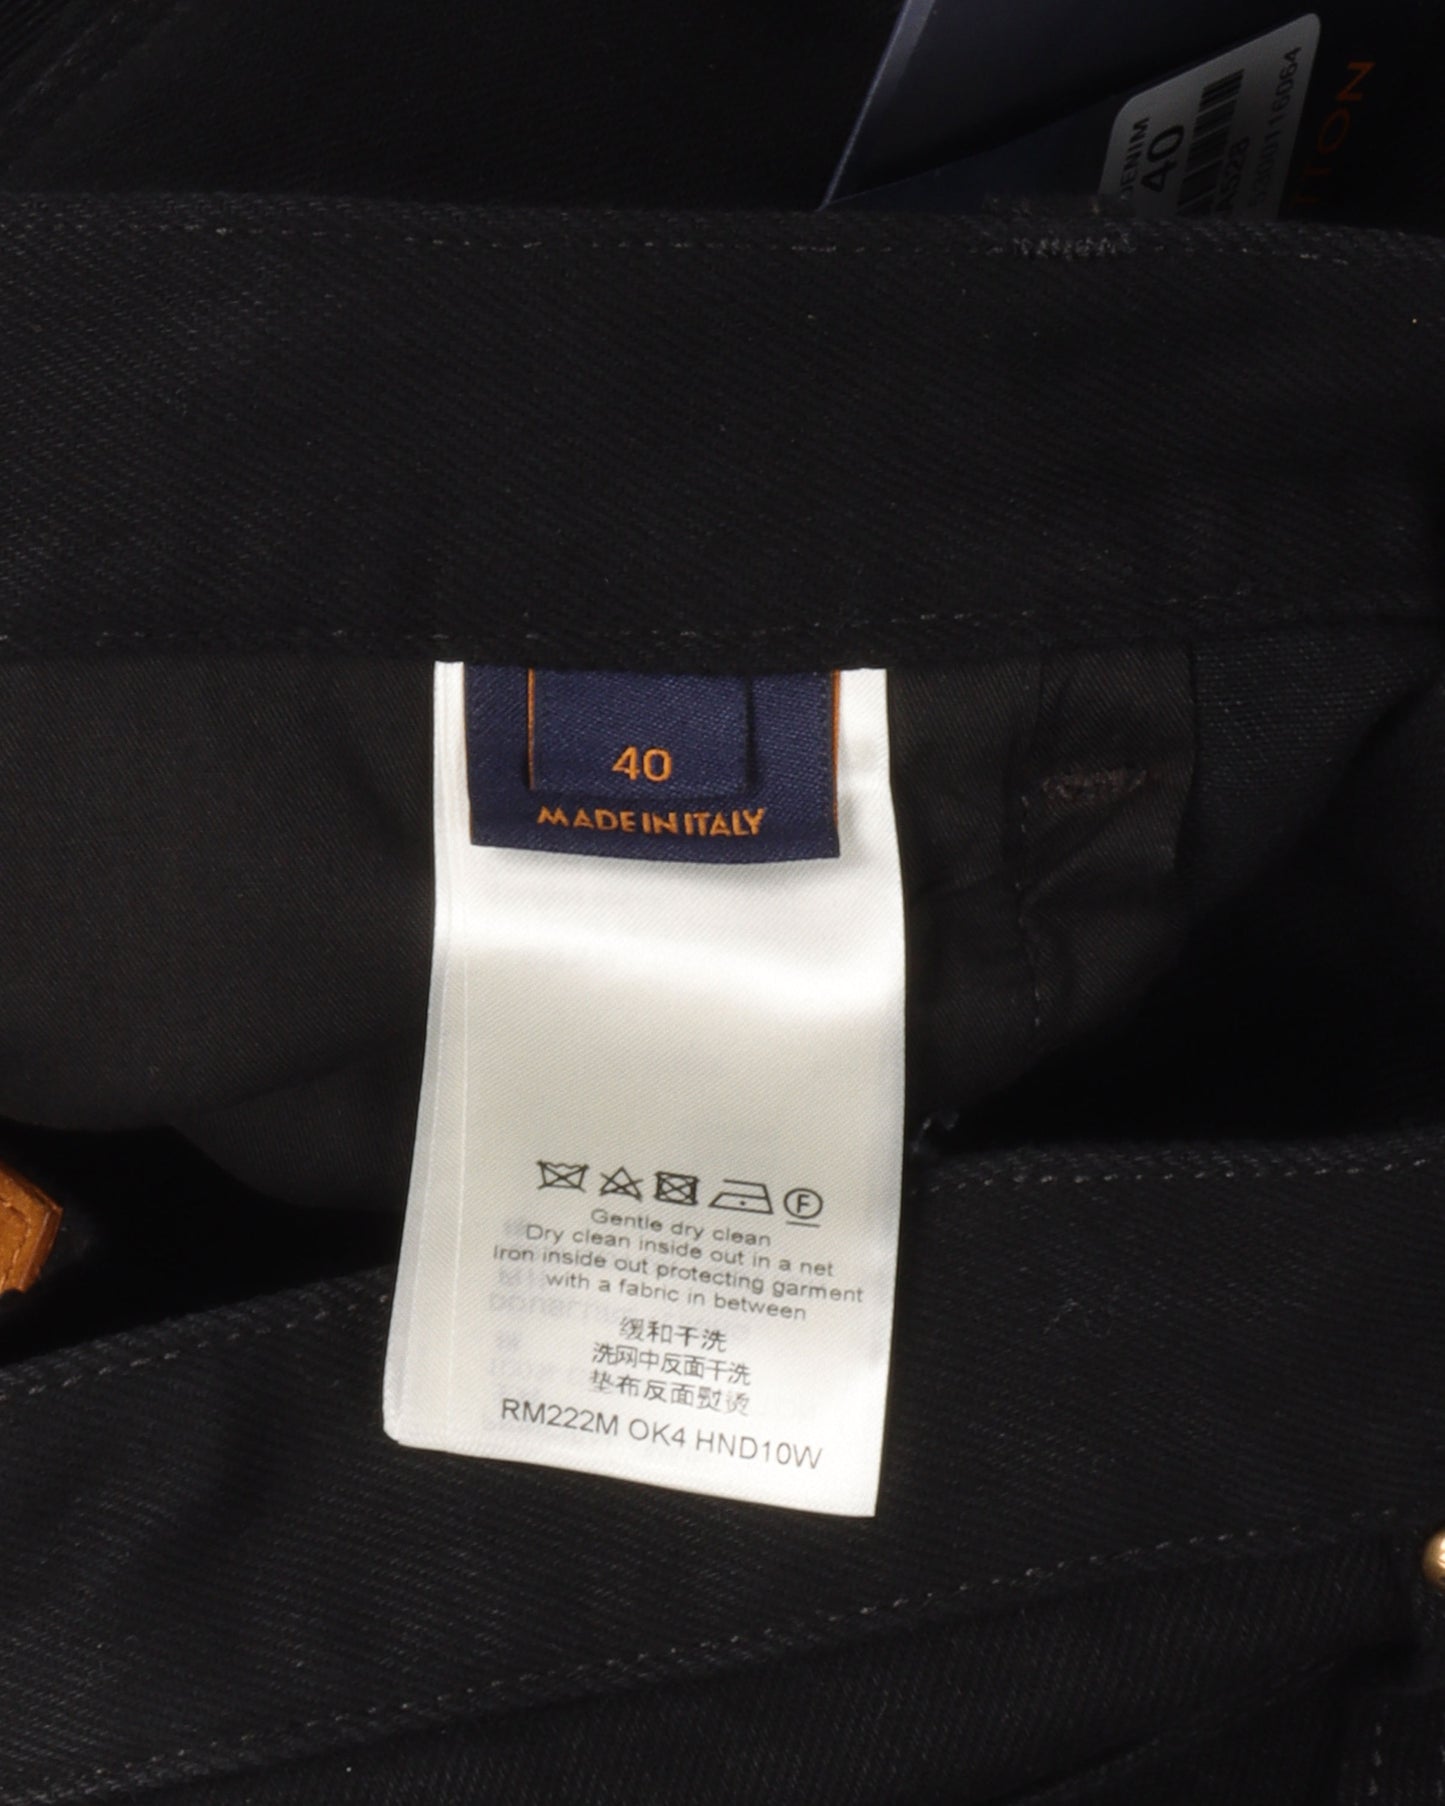 DENIM
40
A528
TTON
40
MADE IN ITALY
F
Gentle dry clean
Dry clean inside out in a net
Iron inside out protecting garment
with a fabric in between
缓和干洗
洗网中反面干洗
垫布反面熨烫
RM222M OK4 HND10W